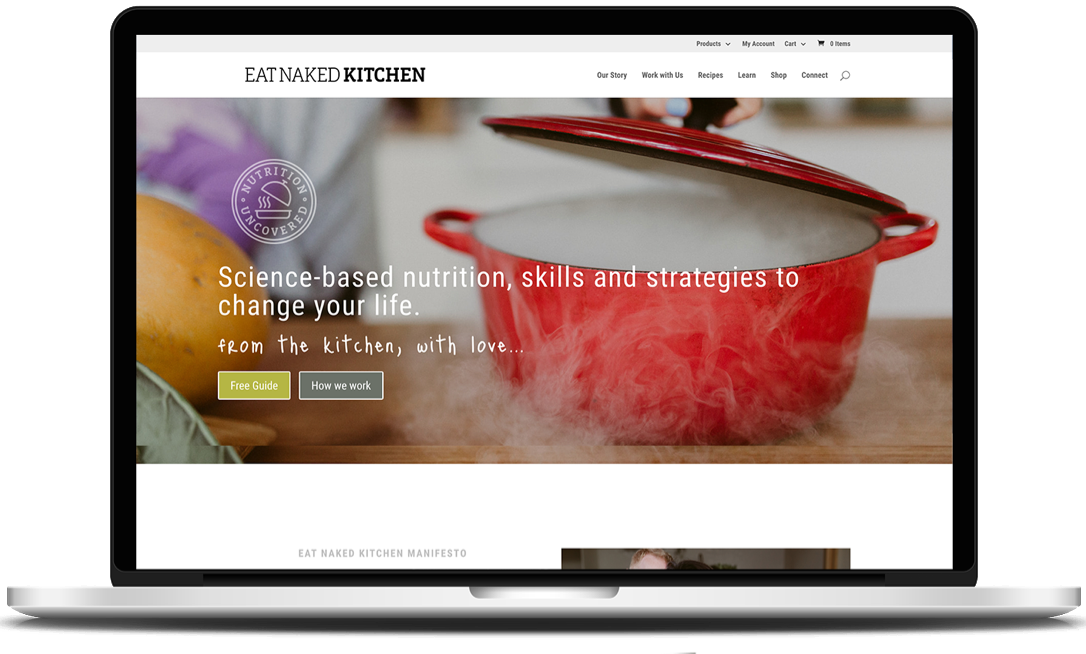 Products My Account Cart 0 Items
EAT NAKED KITCHEN
Our Story Work with Us Recipes Learn Shop Connect
NUTRITION
UNCOVERED
Science-based nutrition, skills and strategies to
change your life.
from the kitchen, with love...
Free Guide How we work
EAT NAKED KITCHEN MANIFESTO